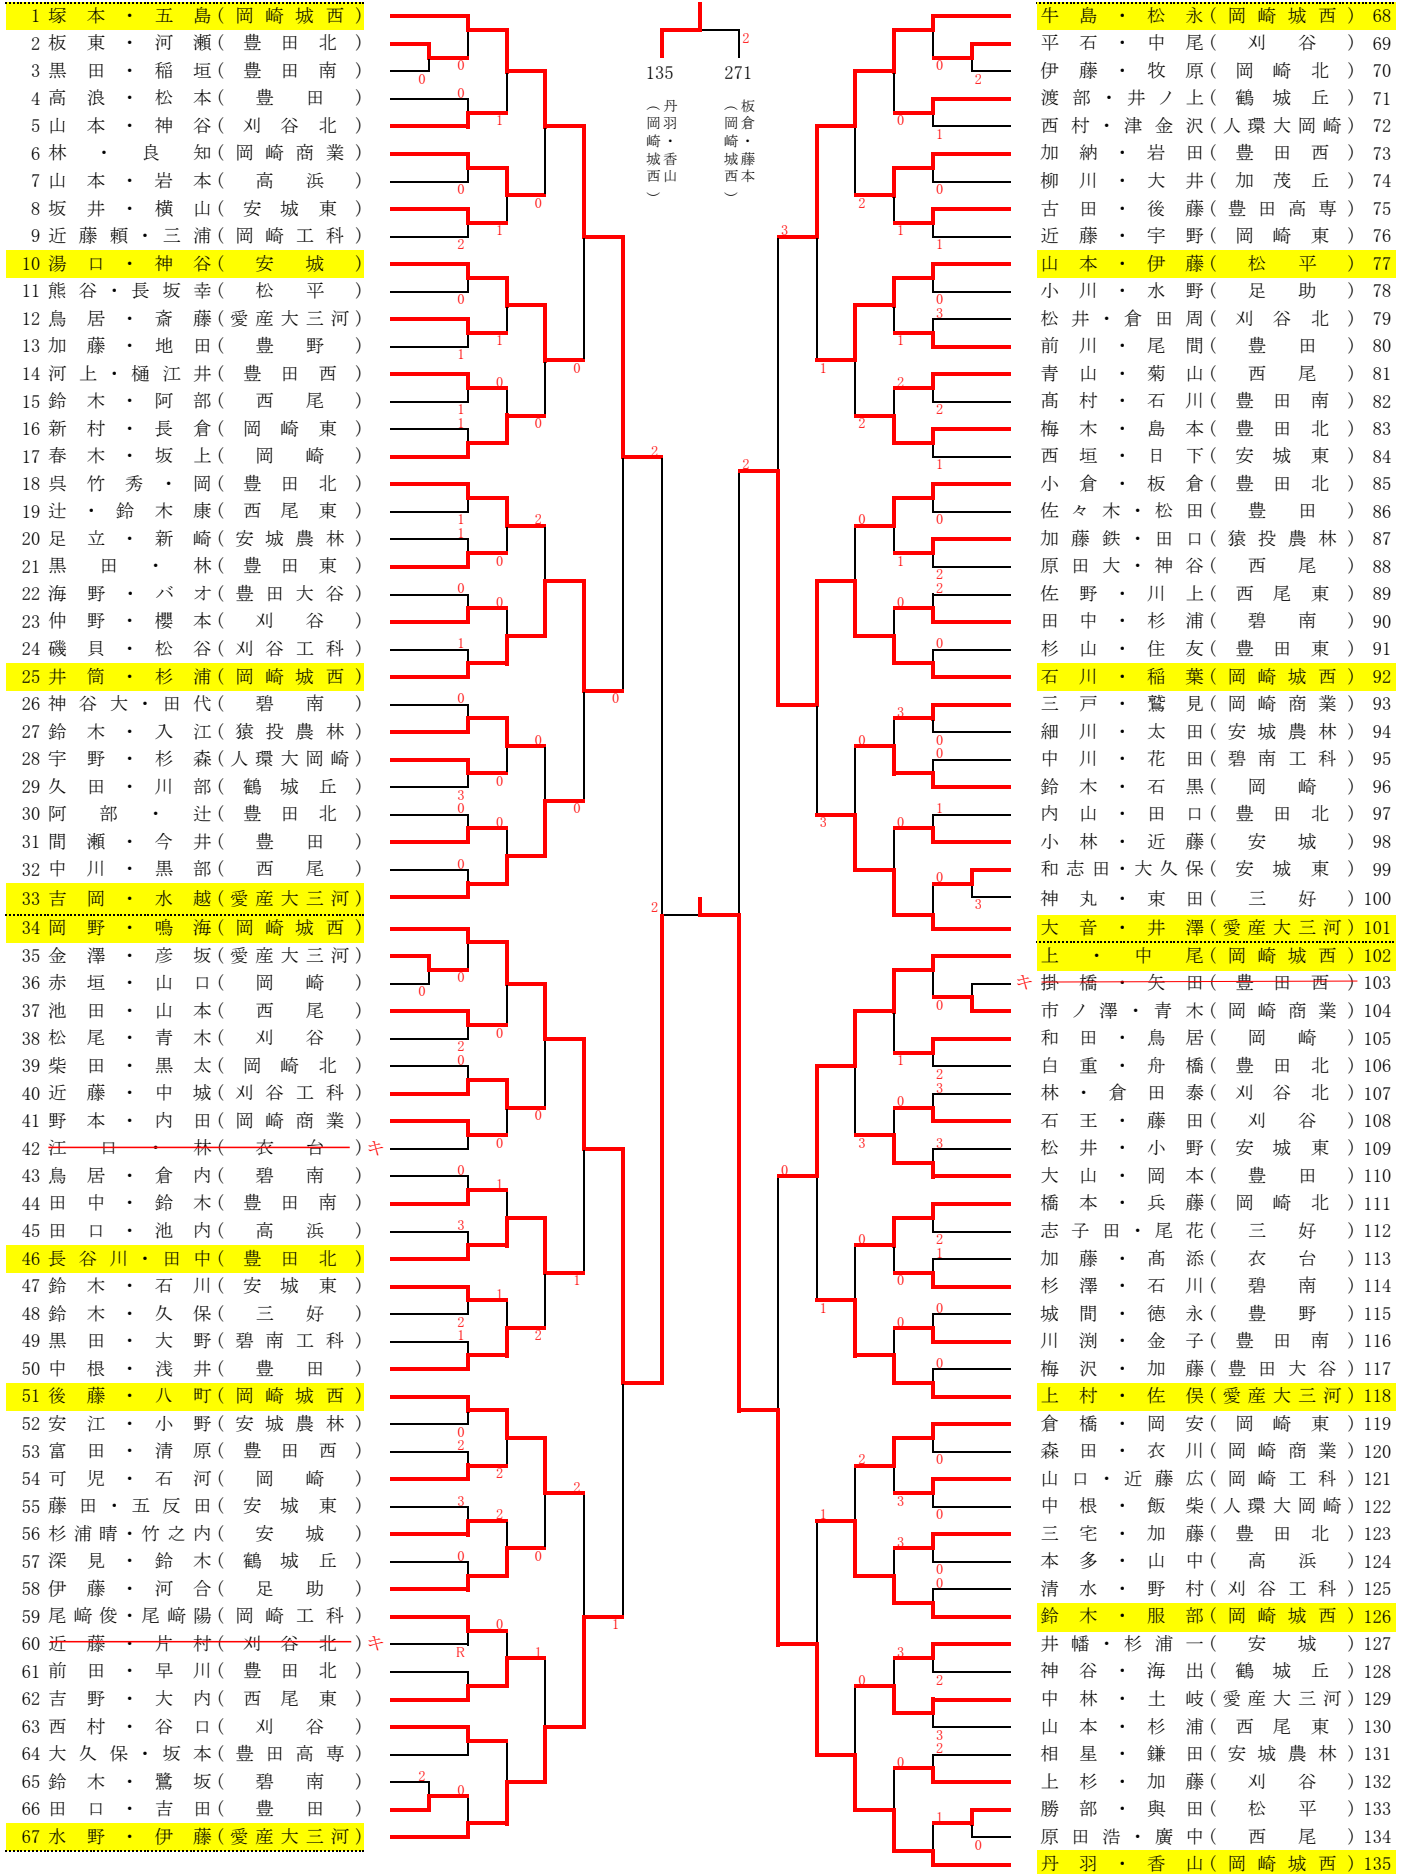 1 塚本・五島(岡崎城西)
2 板東・河瀬(豊田北)
3 黒田・稲垣(豊田南)
4 高浪・松本(豊田)
5 山本・神谷(刈谷北)
6 林・良知(岡崎商業)
7 山本・岩本(高浜)
8 坂井・横山(安城東)
9 近藤頼・三浦(岡崎工科)
10 湯口・神谷(安城)
11 熊谷・長坂幸(松平)
12 鳥居・斎藤(愛産大三河)
13 加藤・地田(豊野)
14 河上・樋江井(豊田西)
15 鈴木・阿部(西尾)
16 新村・長倉(岡崎東)
17 春木・坂上(岡崎)
18 呉竹秀・岡(豊田北)
19 辻・鈴木康(西尾東)
20 足立・新崎(安城農林)
21 黒田・林(豊田東)
22 海野・バオ(豊田大谷)
23 仲野・櫻本(刈谷)
24 磯貝・松谷(刈谷工科)
25 井筒・杉浦(岡崎城西)
26 神谷大・田代(碧南)
27 鈴木・入江(猿投農林)
28 宇野・杉森(人環大岡崎)
29 久田・川部(鶴城丘)
30 阿部・辻(豊田北)
31 間瀬・今井(豊田)
32 中川・黒部(西尾)
33 吉岡・水越(愛産大三河)
34 岡野・鳴海(岡崎城西)
35 金澤・彦坂(愛産大三河)
36 赤垣・山口(岡崎)
37 池田・山本(西尾)
38 松尾・青木(刈谷)
39 柴田・黒太(岡崎北)
40 近藤・中城(刈谷工科)
41 野本・内田(岡崎商業)
42 江口・林(衣台) キ
43 鳥居・倉内(碧南)
44 田中・鈴木(豊田南)
45 田口・池内(高浜)
46 長谷川・田中(豊田北)
47 鈴木・石川(安城東)
48 鈴木・久保(三好)
49 黒田・大野(碧南工科)
50 中根・浅井(豊田)
51 後藤・八町(岡崎城西)
52 安江・小野(安城農林)
53 富田・清原(豊田西)
54 可児・石河(岡崎)
55 藤田・五反田(安城東)
56 杉浦晴・竹之内(安城)
57 深見・鈴木(鶴城丘)
58 伊藤・河合(足助)
59 尾﨑俊・尾﨑陽(岡崎工科)
60 近藤・片村(刈谷北) キ
61 前田・早川(豊田北)
62 吉野・大内(西尾東)
63 西村・谷口(刈谷)
64 大久保・坂本(豊田高専)
65 鈴木・鷺坂(碧南)
66 田口・吉田(豊田)
67 水野・伊藤(愛産大三河)
2
135 271
丹羽・香山
(岡崎城西)
板倉・藤本
(岡崎城西)
牛島・松永(岡崎城西) 68
平石・中尾(刈谷) 69
伊藤・牧原(岡崎北) 70
渡部・井ノ上(鶴城丘) 71
西村・津金沢(人環大岡崎) 72
加納・岩田(豊田西) 73
柳川・大井(加茂丘) 74
古田・後藤(豊田高専) 75
近藤・宇野(岡崎東) 76
山本・伊藤(松平) 77
小川・水野(足助) 78
松井・倉田周(刈谷北) 79
前川・尾間(豊田) 80
青山・菊山(西尾) 81
髙村・石川(豊田南) 82
梅木・島本(豊田北) 83
西垣・日下(安城東) 84
小倉・板倉(豊田北) 85
佐々木・松田(豊田) 86
加藤鉄・田口(猿投農林) 87
原田大・神谷(西尾) 88
佐野・川上(西尾東) 89
田中・杉浦(碧南) 90
杉山・住友(豊田東) 91
石川・稲葉(岡崎城西) 92
三戸・鷲見(岡崎商業) 93
細川・太田(安城農林) 94
中川・花田(碧南工科) 95
鈴木・石黒(岡崎) 96
内山・田口(豊田北) 97
小林・近藤(安城) 98
和志田・大久保(安城東) 99
神丸・束田(三好) 100
大音・井澤(愛産大三河) 101
上・中尾(岡崎城西) 102
キ 掛橋・矢田(豊田西) 103
市ノ澤・青木(岡崎商業) 104
和田・鳥居(岡崎) 105
白重・舟橋(豊田北) 106
林・倉田泰(刈谷北) 107
石王・藤田(刈谷) 108
松井・小野(安城東) 109
大山・岡本(豊田) 110
橋本・兵藤(岡崎北) 111
志子田・尾花(三好) 112
加藤・髙添(衣台) 113
杉澤・石川(碧南) 114
城間・徳永(豊野) 115
川渕・金子(豊田南) 116
梅沢・加藤(豊田大谷) 117
上村・佐俣(愛産大三河) 118
倉橋・岡安(岡崎東) 119
森田・衣川(岡崎商業) 120
山口・近藤広(岡崎工科) 121
中根・飯柴(人環大岡崎) 122
三宅・加藤(豊田北) 123
本多・山中(高浜) 124
清水・野村(刈谷工科) 125
鈴木・服部(岡崎城西) 126
井幡・杉浦一(安城) 127
神谷・海出(鶴城丘) 128
中林・土岐(愛産大三河) 129
山本・杉浦(西尾東) 130
相星・鎌田(安城農林) 131
上杉・加藤(刈谷) 132
勝部・與田(松平) 133
原田浩・廣中(西尾) 134
丹羽・香山(岡崎城西) 135